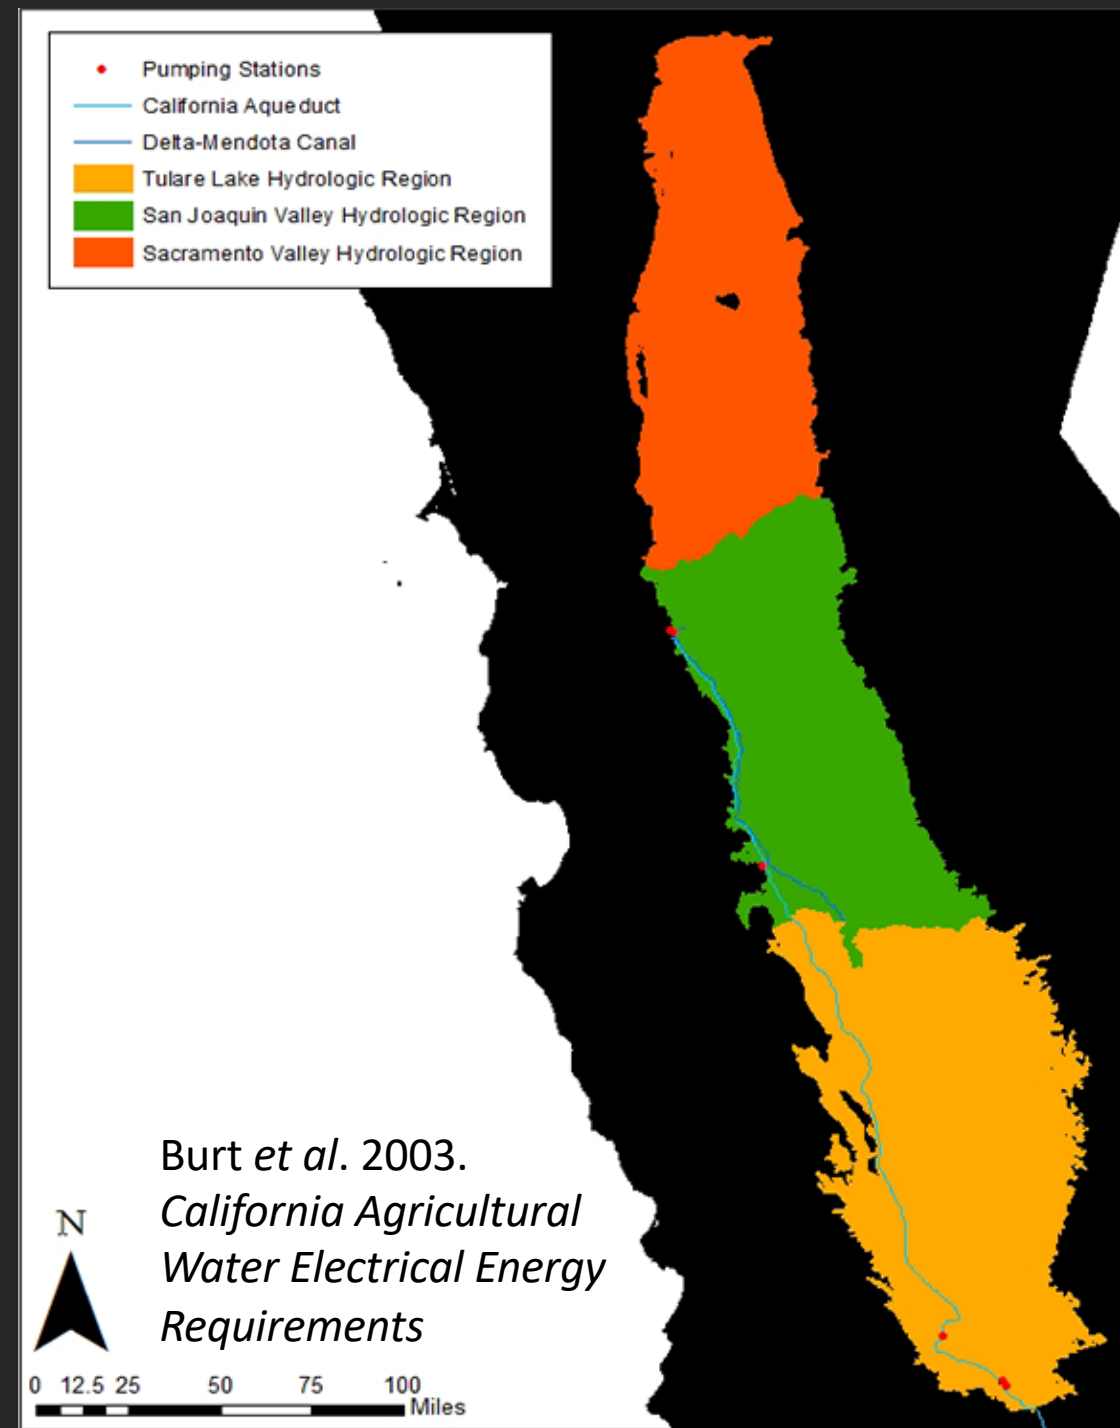 Pumping Stations
California Aqueduct
Delta-Mendota Canal
Tulare Lake Hydrologic Region
San Joaquin Valley Hydrologic Region
Sacramento Valley Hydrologic Region
Burt et al. 2003.
California Agricultural
Water Electrical Energy
Requirements
N
0 12.5 25 50 75 100
Miles